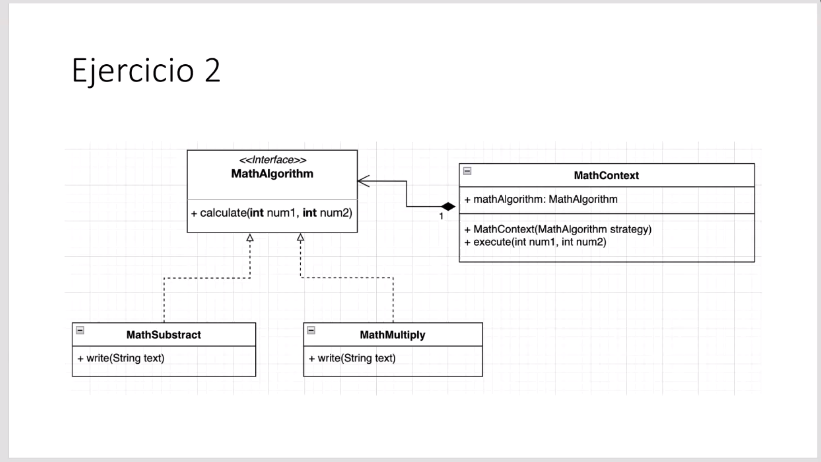 Ejercicio 2
<<Interface>>
MathAlgorithm
+ calculate(int num1, int num2)
MathContext
+ mathAlgorithm: MathAlgorithm
+ MathContext(MathAlgorithm strategy)
+ execute(int num1, int num2)
1
MathSubstract
+ write(String text)
MathMultiply
+ write(String text)